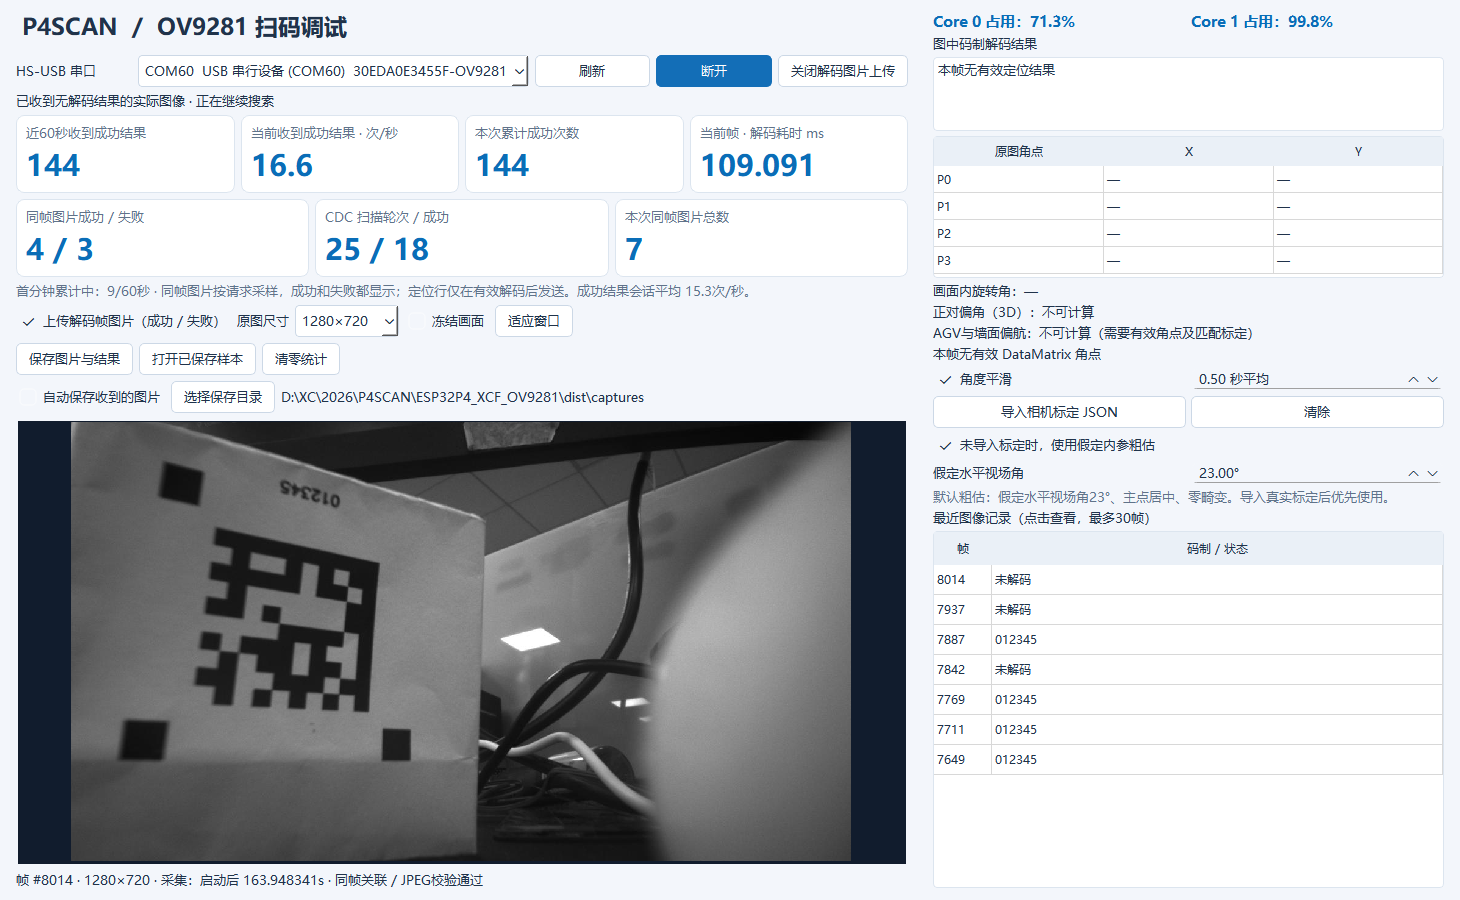 P4SCAN / OV9281 扫码调试
HS-USB 串口
COM60 USB 串行设备 (COM60) 30EDA0E3455F-OV9281
刷新
断开
关闭解码图片上传
已收到无解码结果的实际图像 · 正在继续搜索
近60秒收到成功结果
144
当前收到成功结果 · 次/秒
16.6
本次累计成功次数
144
当前帧 · 解码耗时 ms
109.091
同帧图片成功 / 失败
4 / 3
CDC 扫描轮次 / 成功
25 / 18
本次同帧图片总数
7
首分钟累计中：9/60秒 · 同帧图片按请求采样，成功和失败都显示；定位行仅在有效解码后发送。成功结果会话平均 15.3次/秒。
上传解码帧图片（成功 / 失败）
原图尺寸
1280×720
冻结画面
适应窗口
保存图片与结果
打开已保存样本
清零统计
自动保存收到的图片
选择保存目录
D:\XC\2026\P4SCAN\ESP32P4_XCF_OV9281\dist\captures
012345
帧 #8014 · 1280×720 · 采集：启动后 163.948341s · 同帧关联 / JPEG校验通过
Core 0 占用：71.3%
Core 1 占用：99.8%
图中码制解码结果
本帧无有效定位结果
原图角点 X Y
P0 — —
P1 — —
P2 — —
P3 — —
画面内旋转角：—
正对偏角（3D）：不可计算
AGV与墙面偏航：不可计算（需要有效角点及匹配标定）
本帧无有效 DataMatrix 角点
角度平滑
0.50 秒平均
导入相机标定 JSON
清除
未导入标定时，使用假定内参粗估
假定水平视场角
23.00°
默认粗估：假定水平视场角23°、主点居中、零畸变。导入真实标定后优先使用。
最近图像记录（点击查看，最多30帧）
帧 码制 / 状态
8014 未解码
7937 未解码
7887 012345
7842 未解码
7769 012345
7711 012345
7649 012345